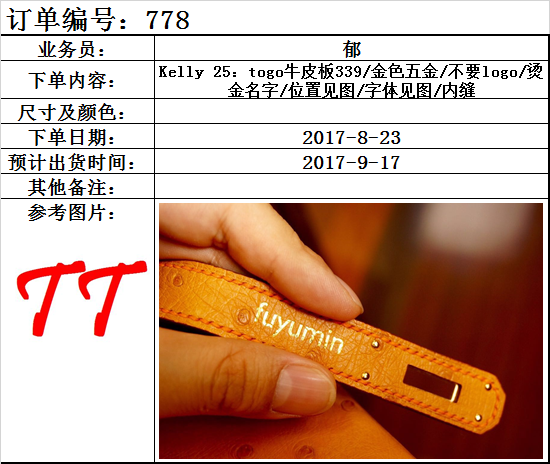 订单编号：778
业务员：
郁
下单内容：
Kelly 25：togo牛皮板339/金色五金/不要logo/烫
金名字/位置见图/字体见图/内缝
尺寸及颜色：
下单日期：
2017-8-23
预计出货时间：
2017-9-17
其他备注：
参考图片：
TT
fuyumin